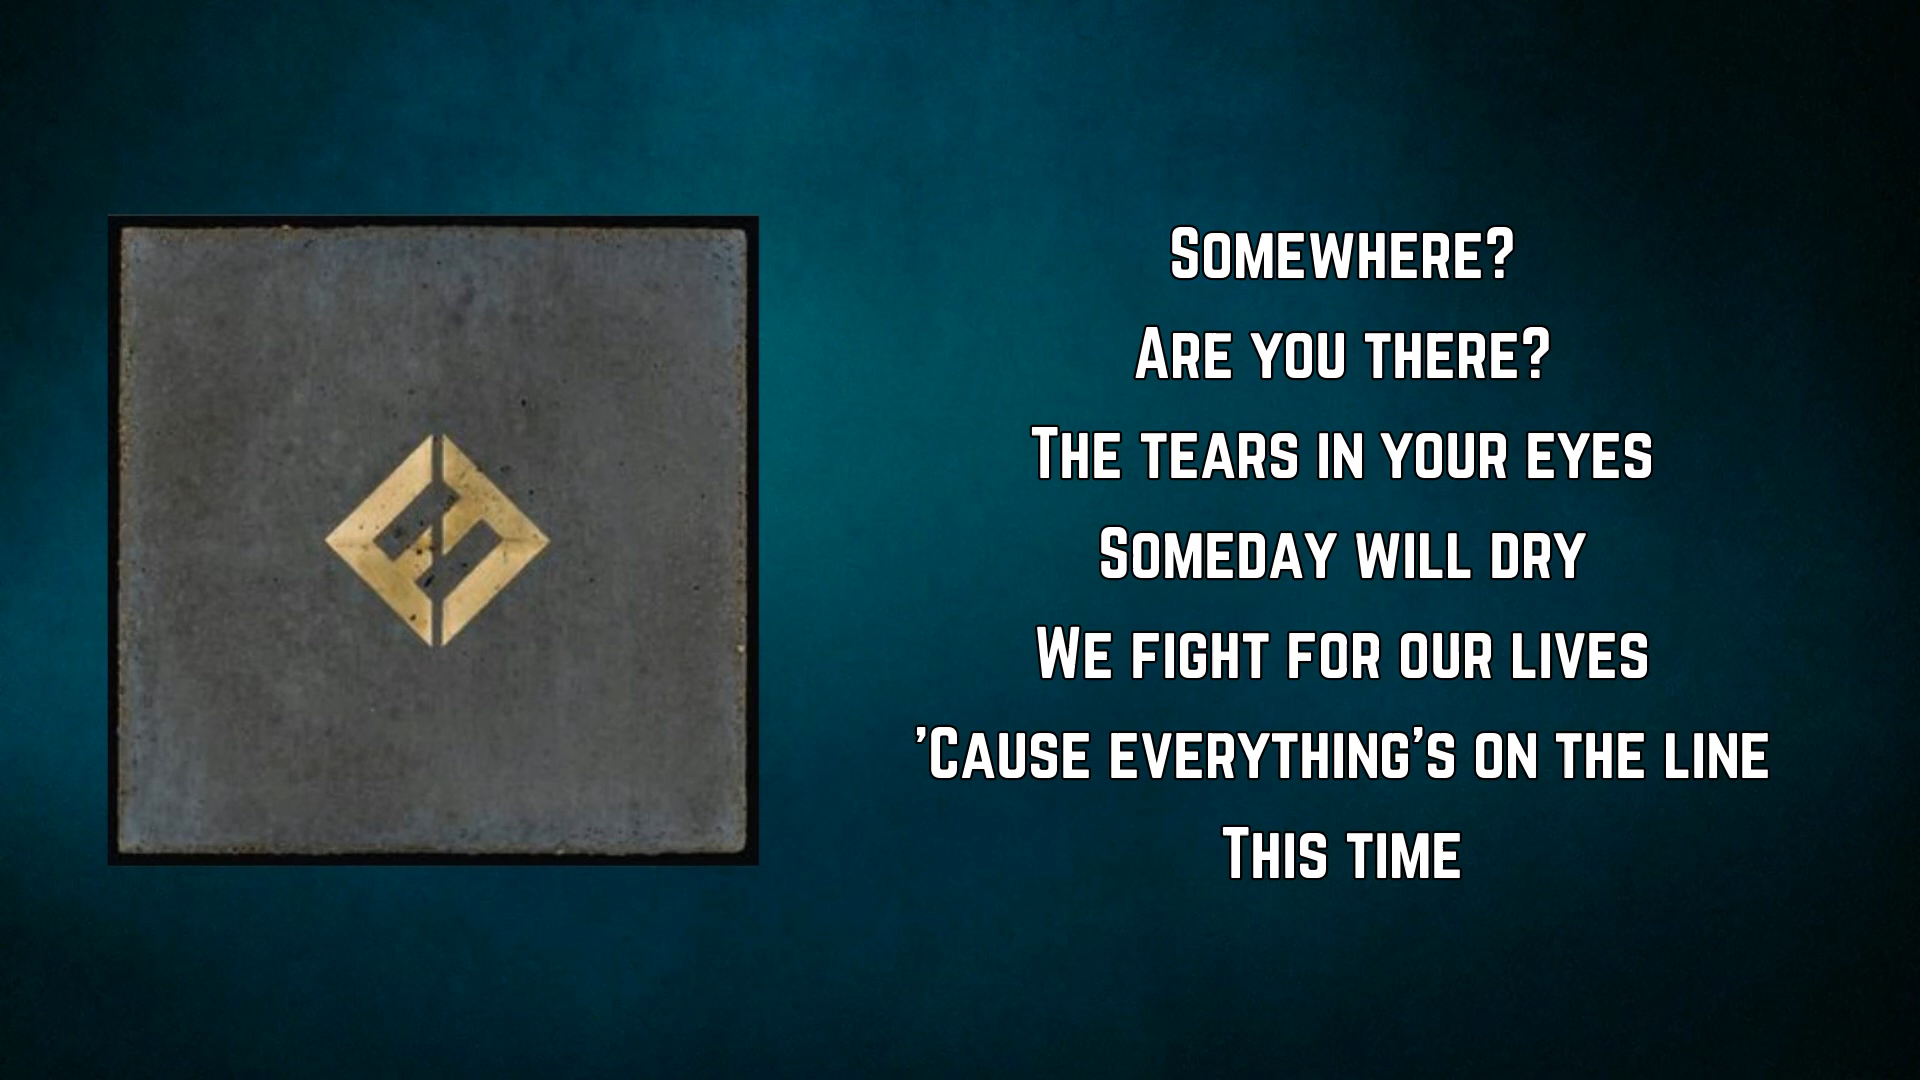 Somewhere?
Are you there?
The tears in your eyes
Someday will dry
We fight for our lives
'Cause everything's on the line
This time